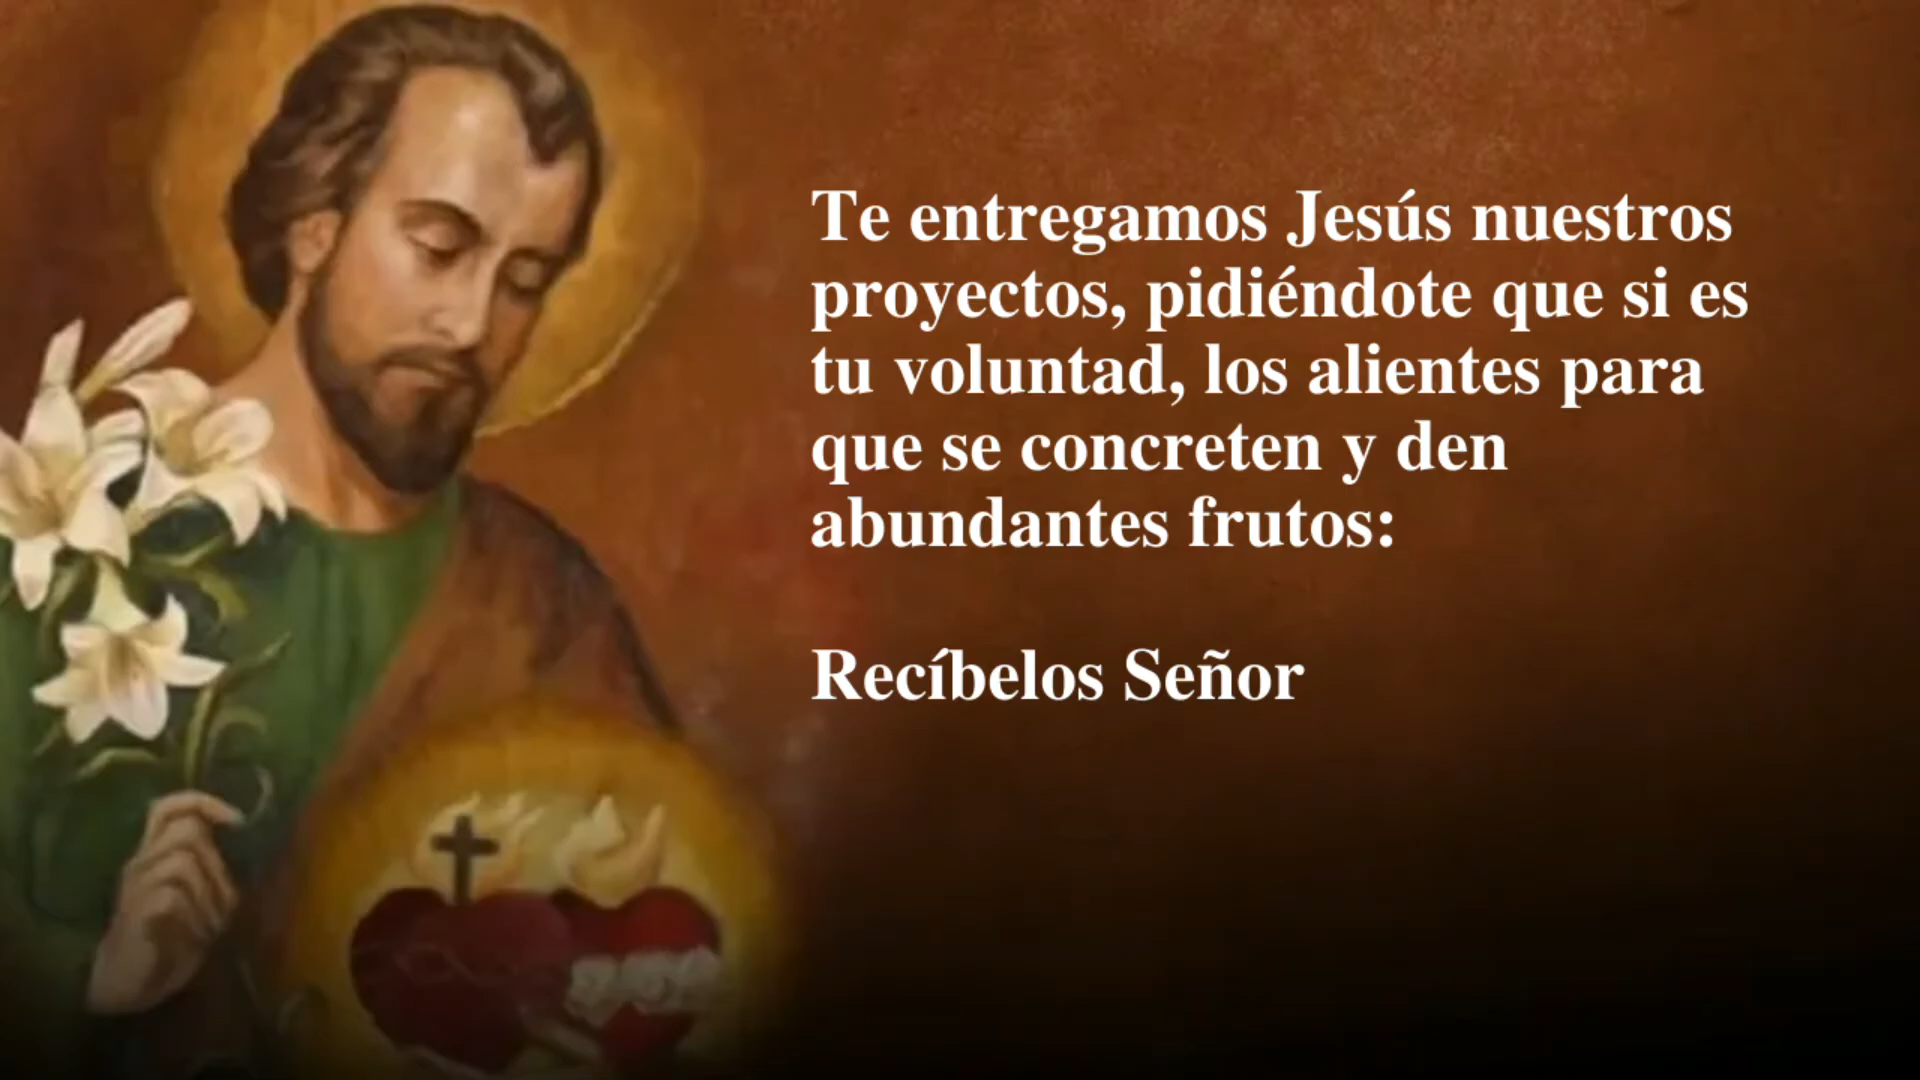 Te entregamos Jesús nuestros
proyectos, pidiéndote que si es
tu voluntad, los alientes para
que se concreten y den
abundantes frutos:
Recíbelos Señor